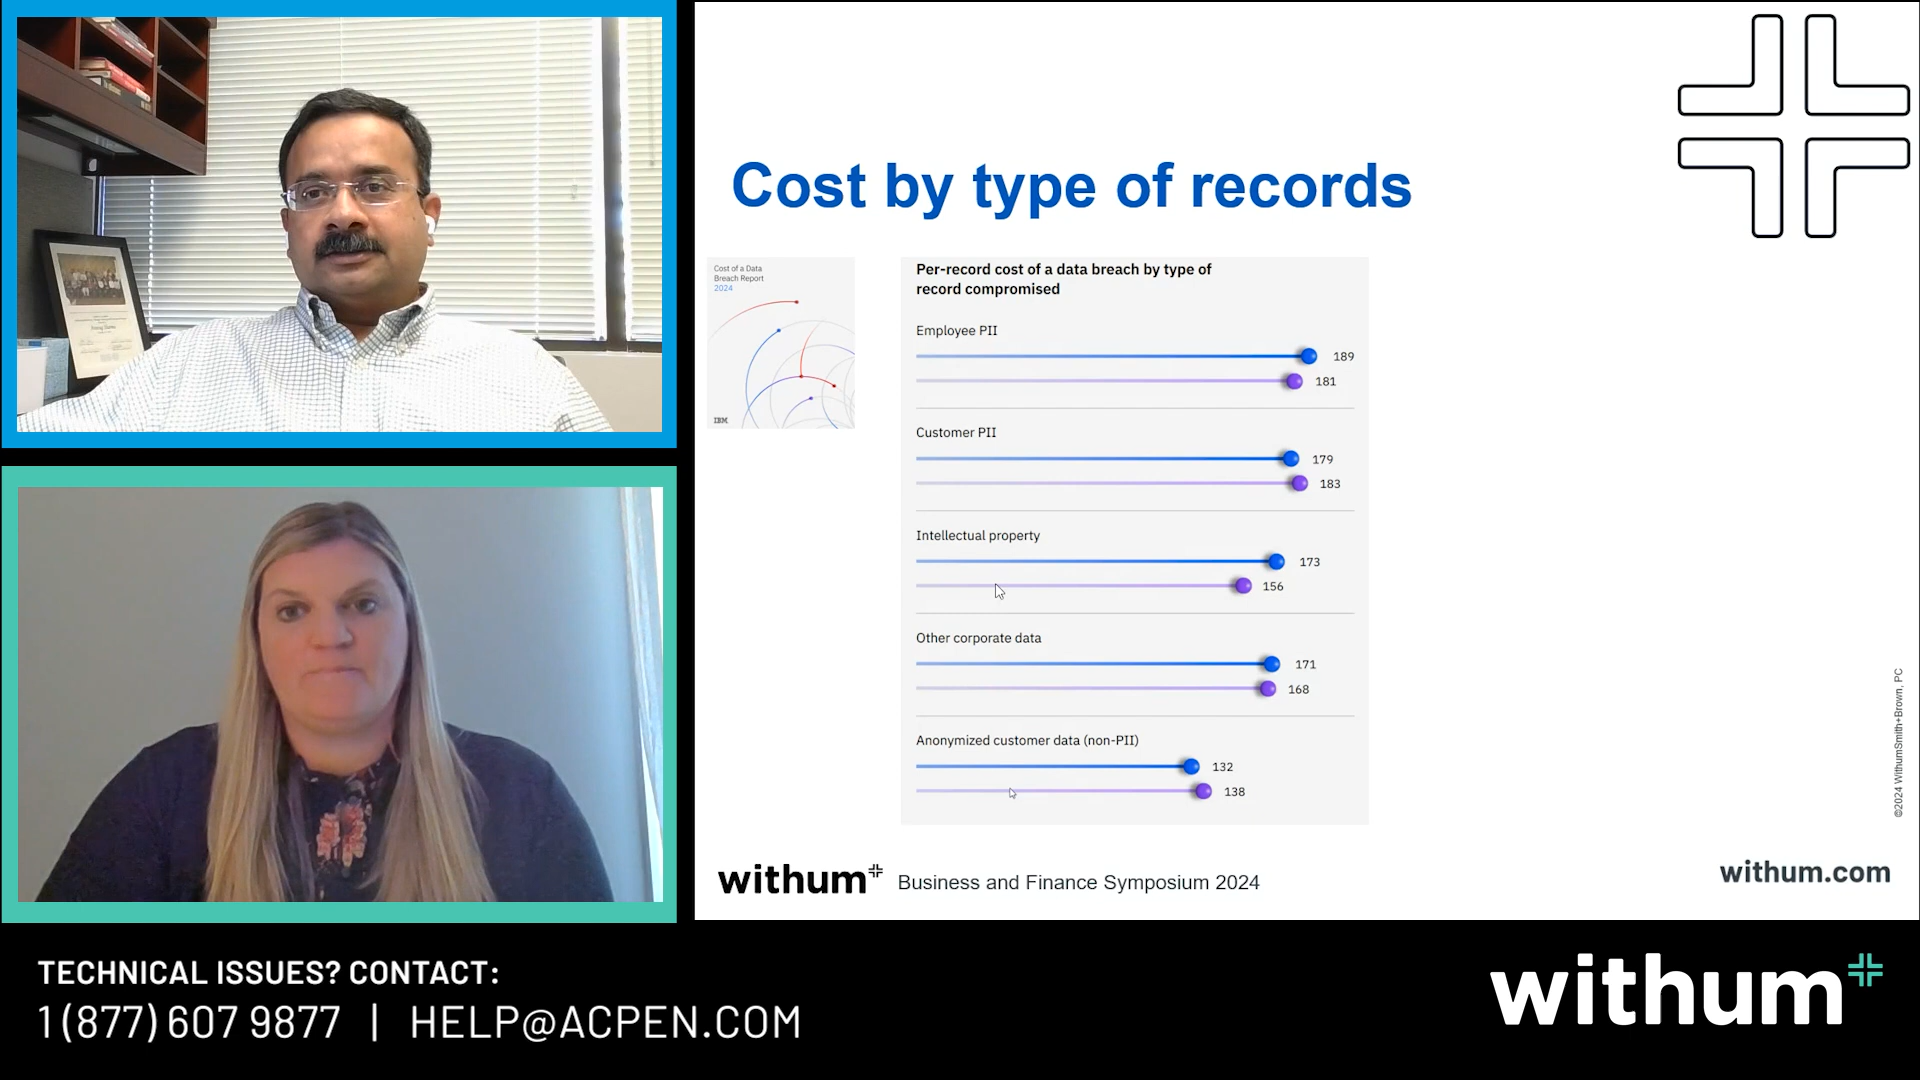 Cost by type of records
Cost of a Data
Breach Report
2024
IBM
Per-record cost of a data breach by type of
record compromised
Employee PII
189
181
Customer PII
179
183
Intellectual property
173
156
Other corporate data
171
168
Anonymized customer data (non-PII)
132
138
©2024 WithumSmith+Brown, PC
withum Business and Finance Symposium 2024
withum.com
TECHNICAL ISSUES? CONTACT:
1 (877) 607 9877 | HELP@ACPEN.COM
withum